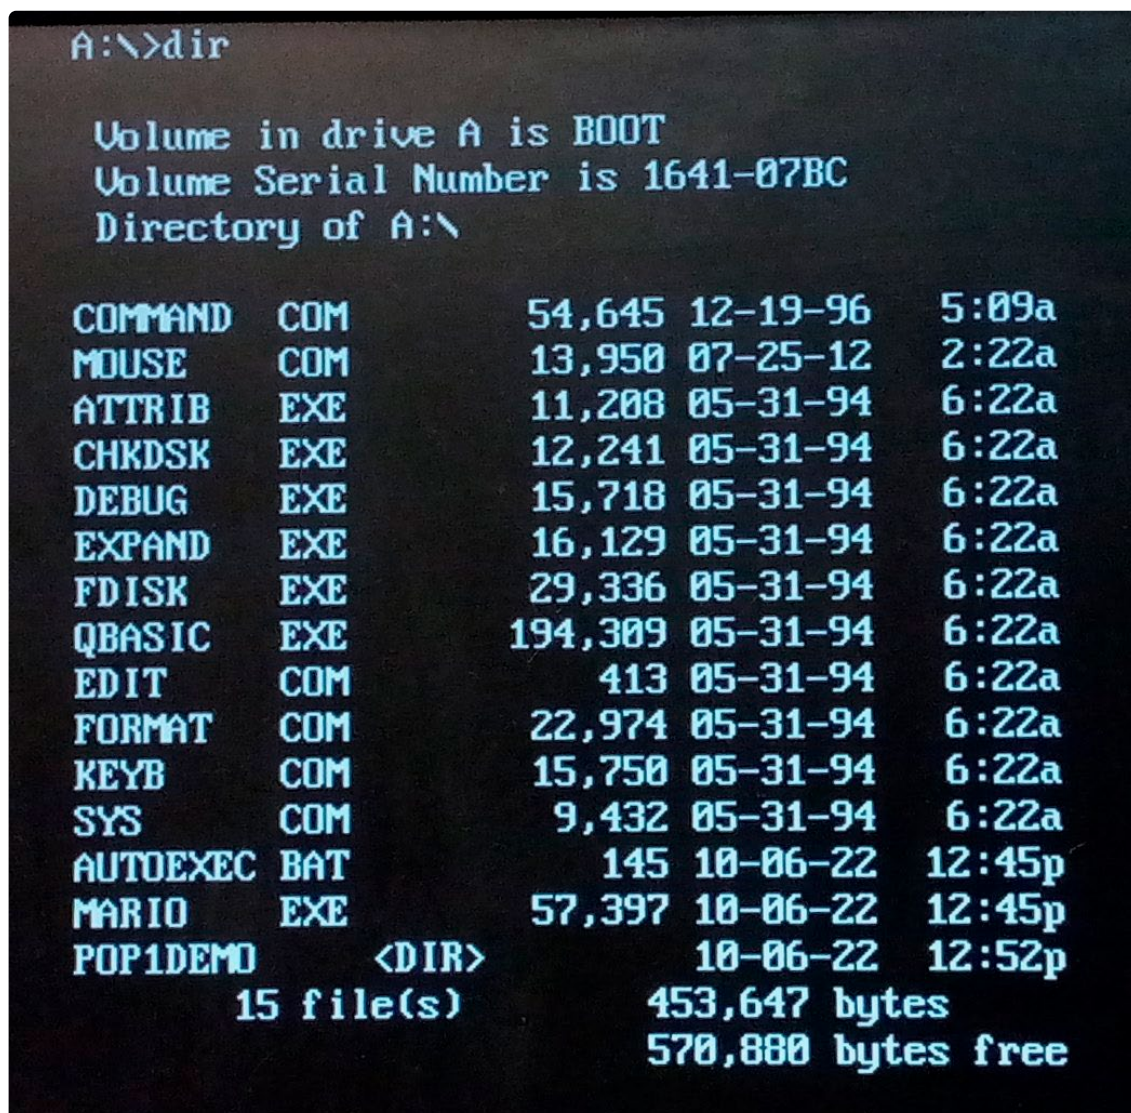 A:\>dir
Volume in drive A is BOOT
Volume Serial Number is 1641-07BC
Directory of A:\
COMMAND  COM        54,645 12-19-96   5:09a
MOUSE    COM        13,950 07-25-12   2:22a
ATTRIB   EXE        11,208 05-31-94   6:22a
CHKDSK   EXE        12,241 05-31-94   6:22a
DEBUG    EXE        15,718 05-31-94   6:22a
EXPAND   EXE        16,129 05-31-94   6:22a
FDISK    EXE        29,336 05-31-94   6:22a
QBASIC   EXE       194,309 05-31-94   6:22a
EDIT     COM           413 05-31-94   6:22a
FORMAT   COM        22,974 05-31-94   6:22a
KEYB     COM        15,750 05-31-94   6:22a
SYS      COM         9,432 05-31-94   6:22a
AUTOEXEC BAT           145 10-06-22  12:45p
MARIO    EXE        57,397 10-06-22  12:45p
POP1DEMO     <DIR>         10-06-22  12:52p
15 file(s)        453,647 bytes
570,880 bytes free